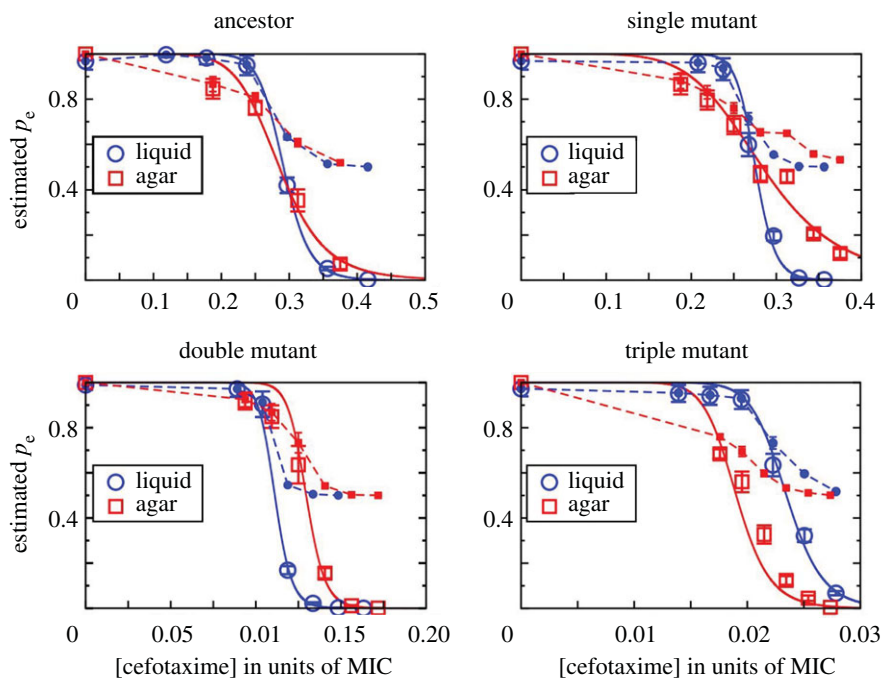 ancestor
single mutant
estimated pe
0.8
0.4
liquid
agar
0 0.1 0.2 0.3 0.4 0.5
0.8
0.4
liquid
agar
0 0.1 0.2 0.3 0.4
double mutant
triple mutant
estimated pe
0.8
0.4
liquid
agar
0 0.05 0.01 0.15 0.20
[cefotaxime] in units of MIC
0.8
0.4
liquid
agar
0 0.01 0.02 0.03
[cefotaxime] in units of MIC